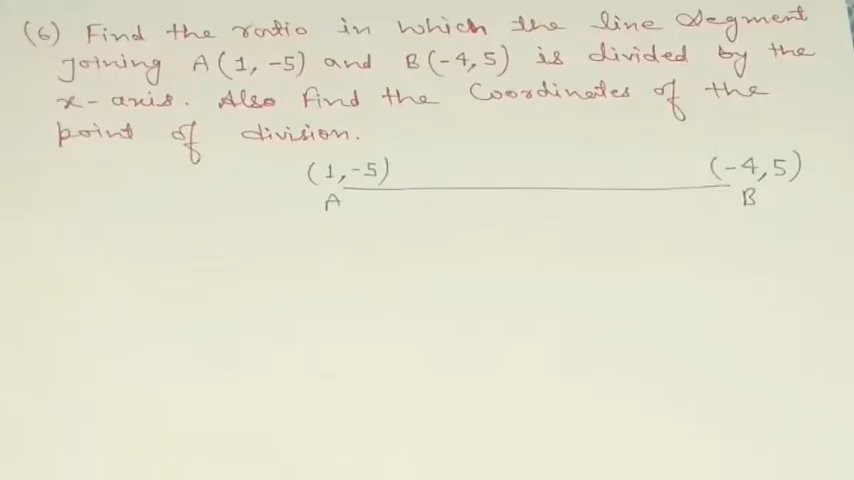 (6) Find the ratio in which the line segment
joining A(1, -5) and B(-4, 5) is divided by the
x-axis. Also find the coordinates of the
point of division.
(1, -5) (-4, 5)
A B